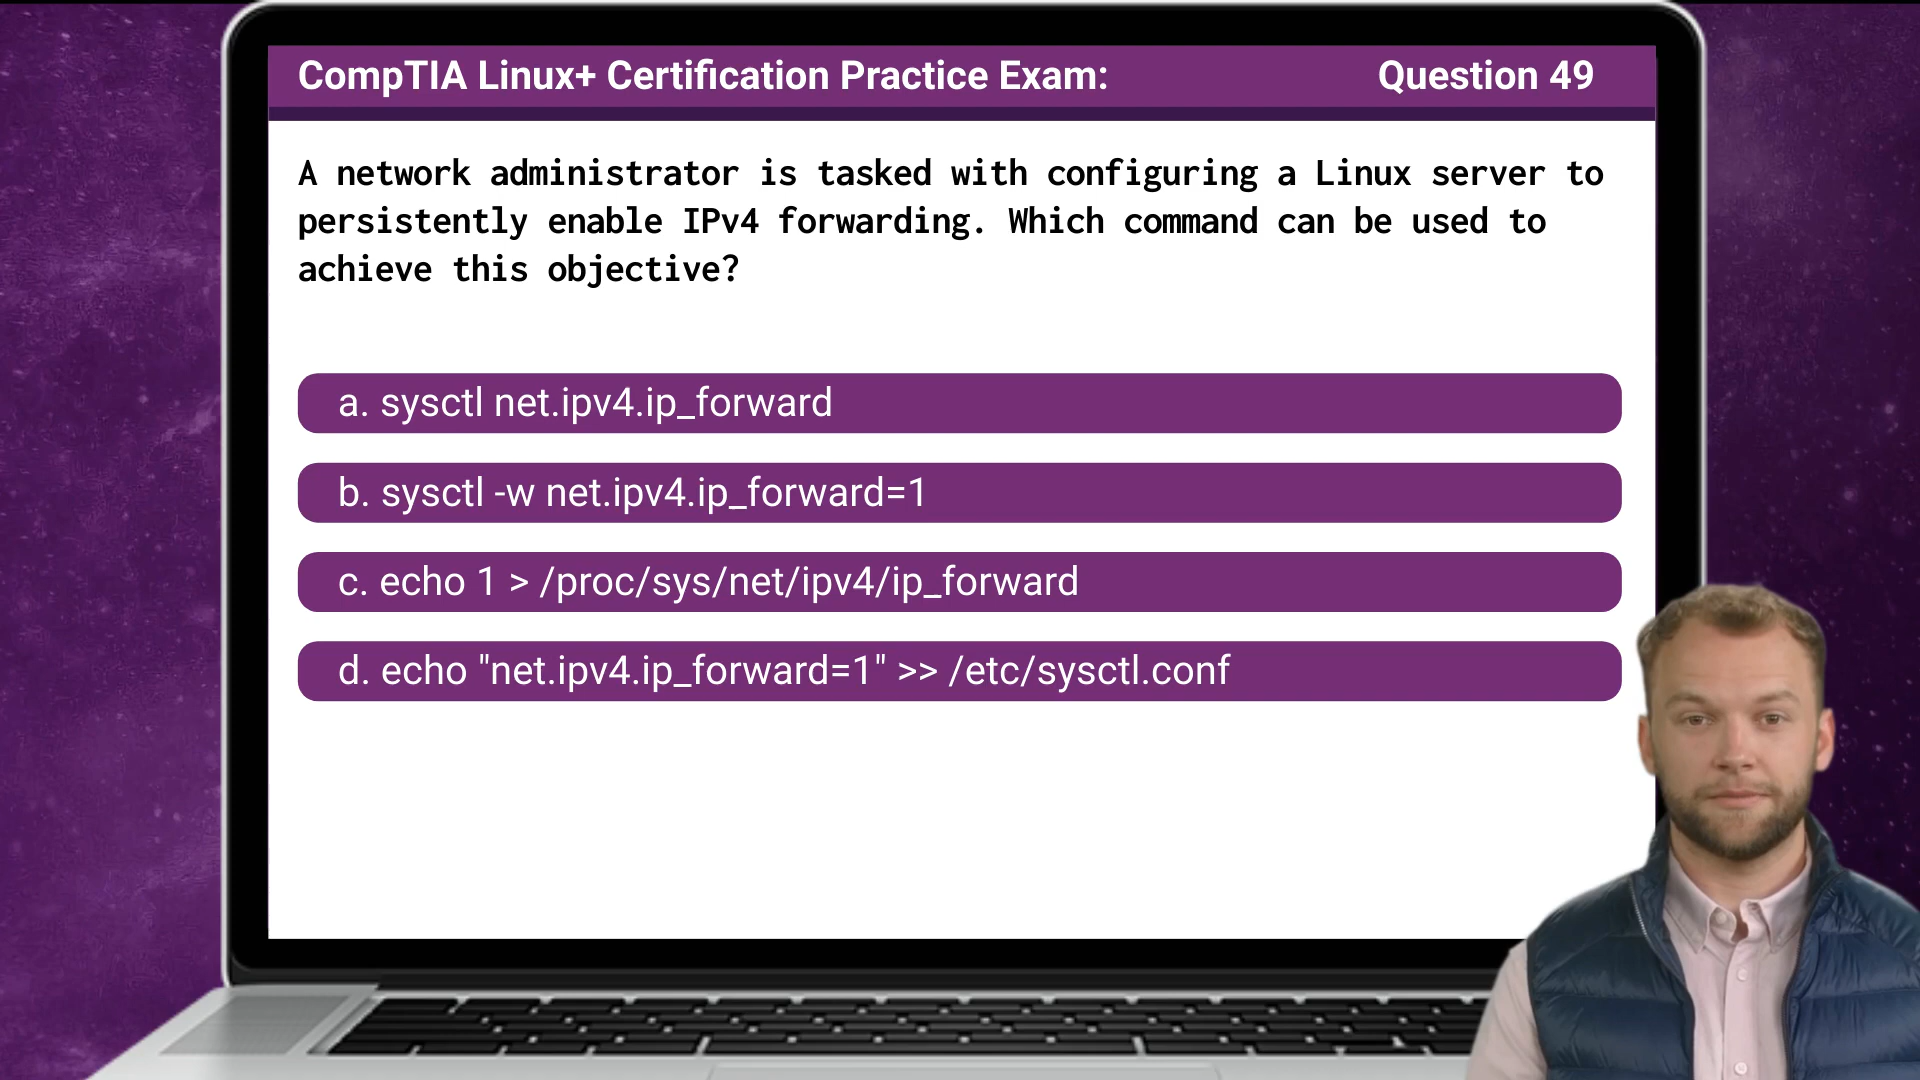 CompTIA Linux+ Certification Practice Exam:
Question 49
A network administrator is tasked with configuring a Linux server to
persistently enable IPv4 forwarding. Which command can be used to
achieve this objective?
a. sysctl net.ipv4.ip_forward
b. sysctl -w net.ipv4.ip_forward=1
c. echo 1 > /proc/sys/net/ipv4/ip_forward
d. echo "net.ipv4.ip_forward=1" >> /etc/sysctl.conf